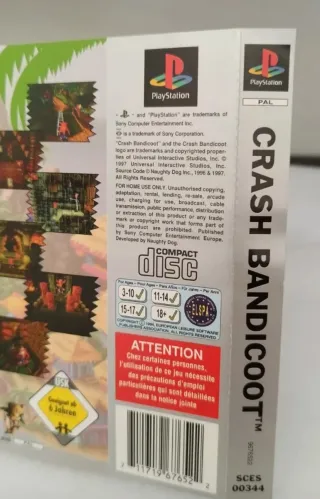 PlayStation
PlayStation
PAL
CRASH BANDICOOT™
SCES
00344
- and "PlayStation" are trademarks of
Sony Computer Entertainment Inc.
is a trademark of Sony Corporation.
"Crash Bandicoot" and the Crash Bandicoot
logo are trademarks and copyrighted proper-
ties of Universal Interactive Studios, Inc. ©
1997 Universal Interactive Studios, Inc.
Source Code © Naughty Dog Inc., 1996 & 1997.
All Rights Reserved.
FOR HOME USE ONLY. Unauthorised copying,
adaptation, rental, lending, re-sale, arcade
use, charging for use, broadcast, cable
transmission, public performance, distribution
or extraction of this product or any trade-
mark or copyright work that forms part of
this product are prohibited. Published
by Sony Computer Entertainment Europe.
Developed by Naughty Dog.
COMPACT
disc
3-10
11-14
15-17
18+
ELSPA
ATTENTION
Chez certaines personnes,
l'utilisation de ce jeu nécessite
des précautions d'emploi
particulières qui sont détaillées
dans la notice jointe
USK
Geeignet ab
6 Jahren
2 11719 67652 2